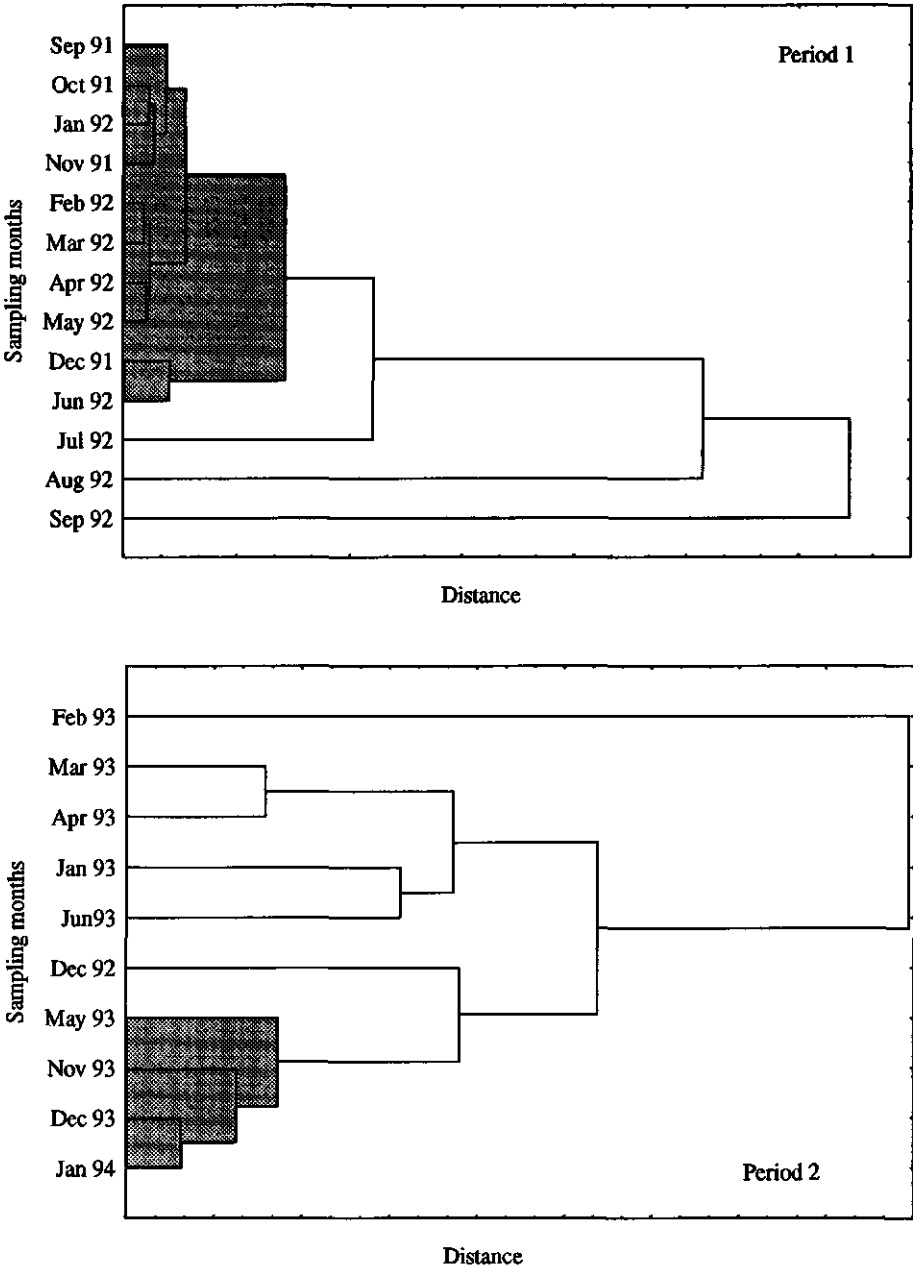 Period 1
Sampling months
Sep 91
Oct 91
Jan 92
Nov 91
Feb 92
Mar 92
Apr 92
May 92
Dec 91
Jun 92
Jul 92
Aug 92
Sep 92
Distance
Sampling months
Feb 93
Mar 93
Apr 93
Jan 93
Jun93
Dec 92
May 93
Nov 93
Dec 93
Jan 94
Period 2
Distance